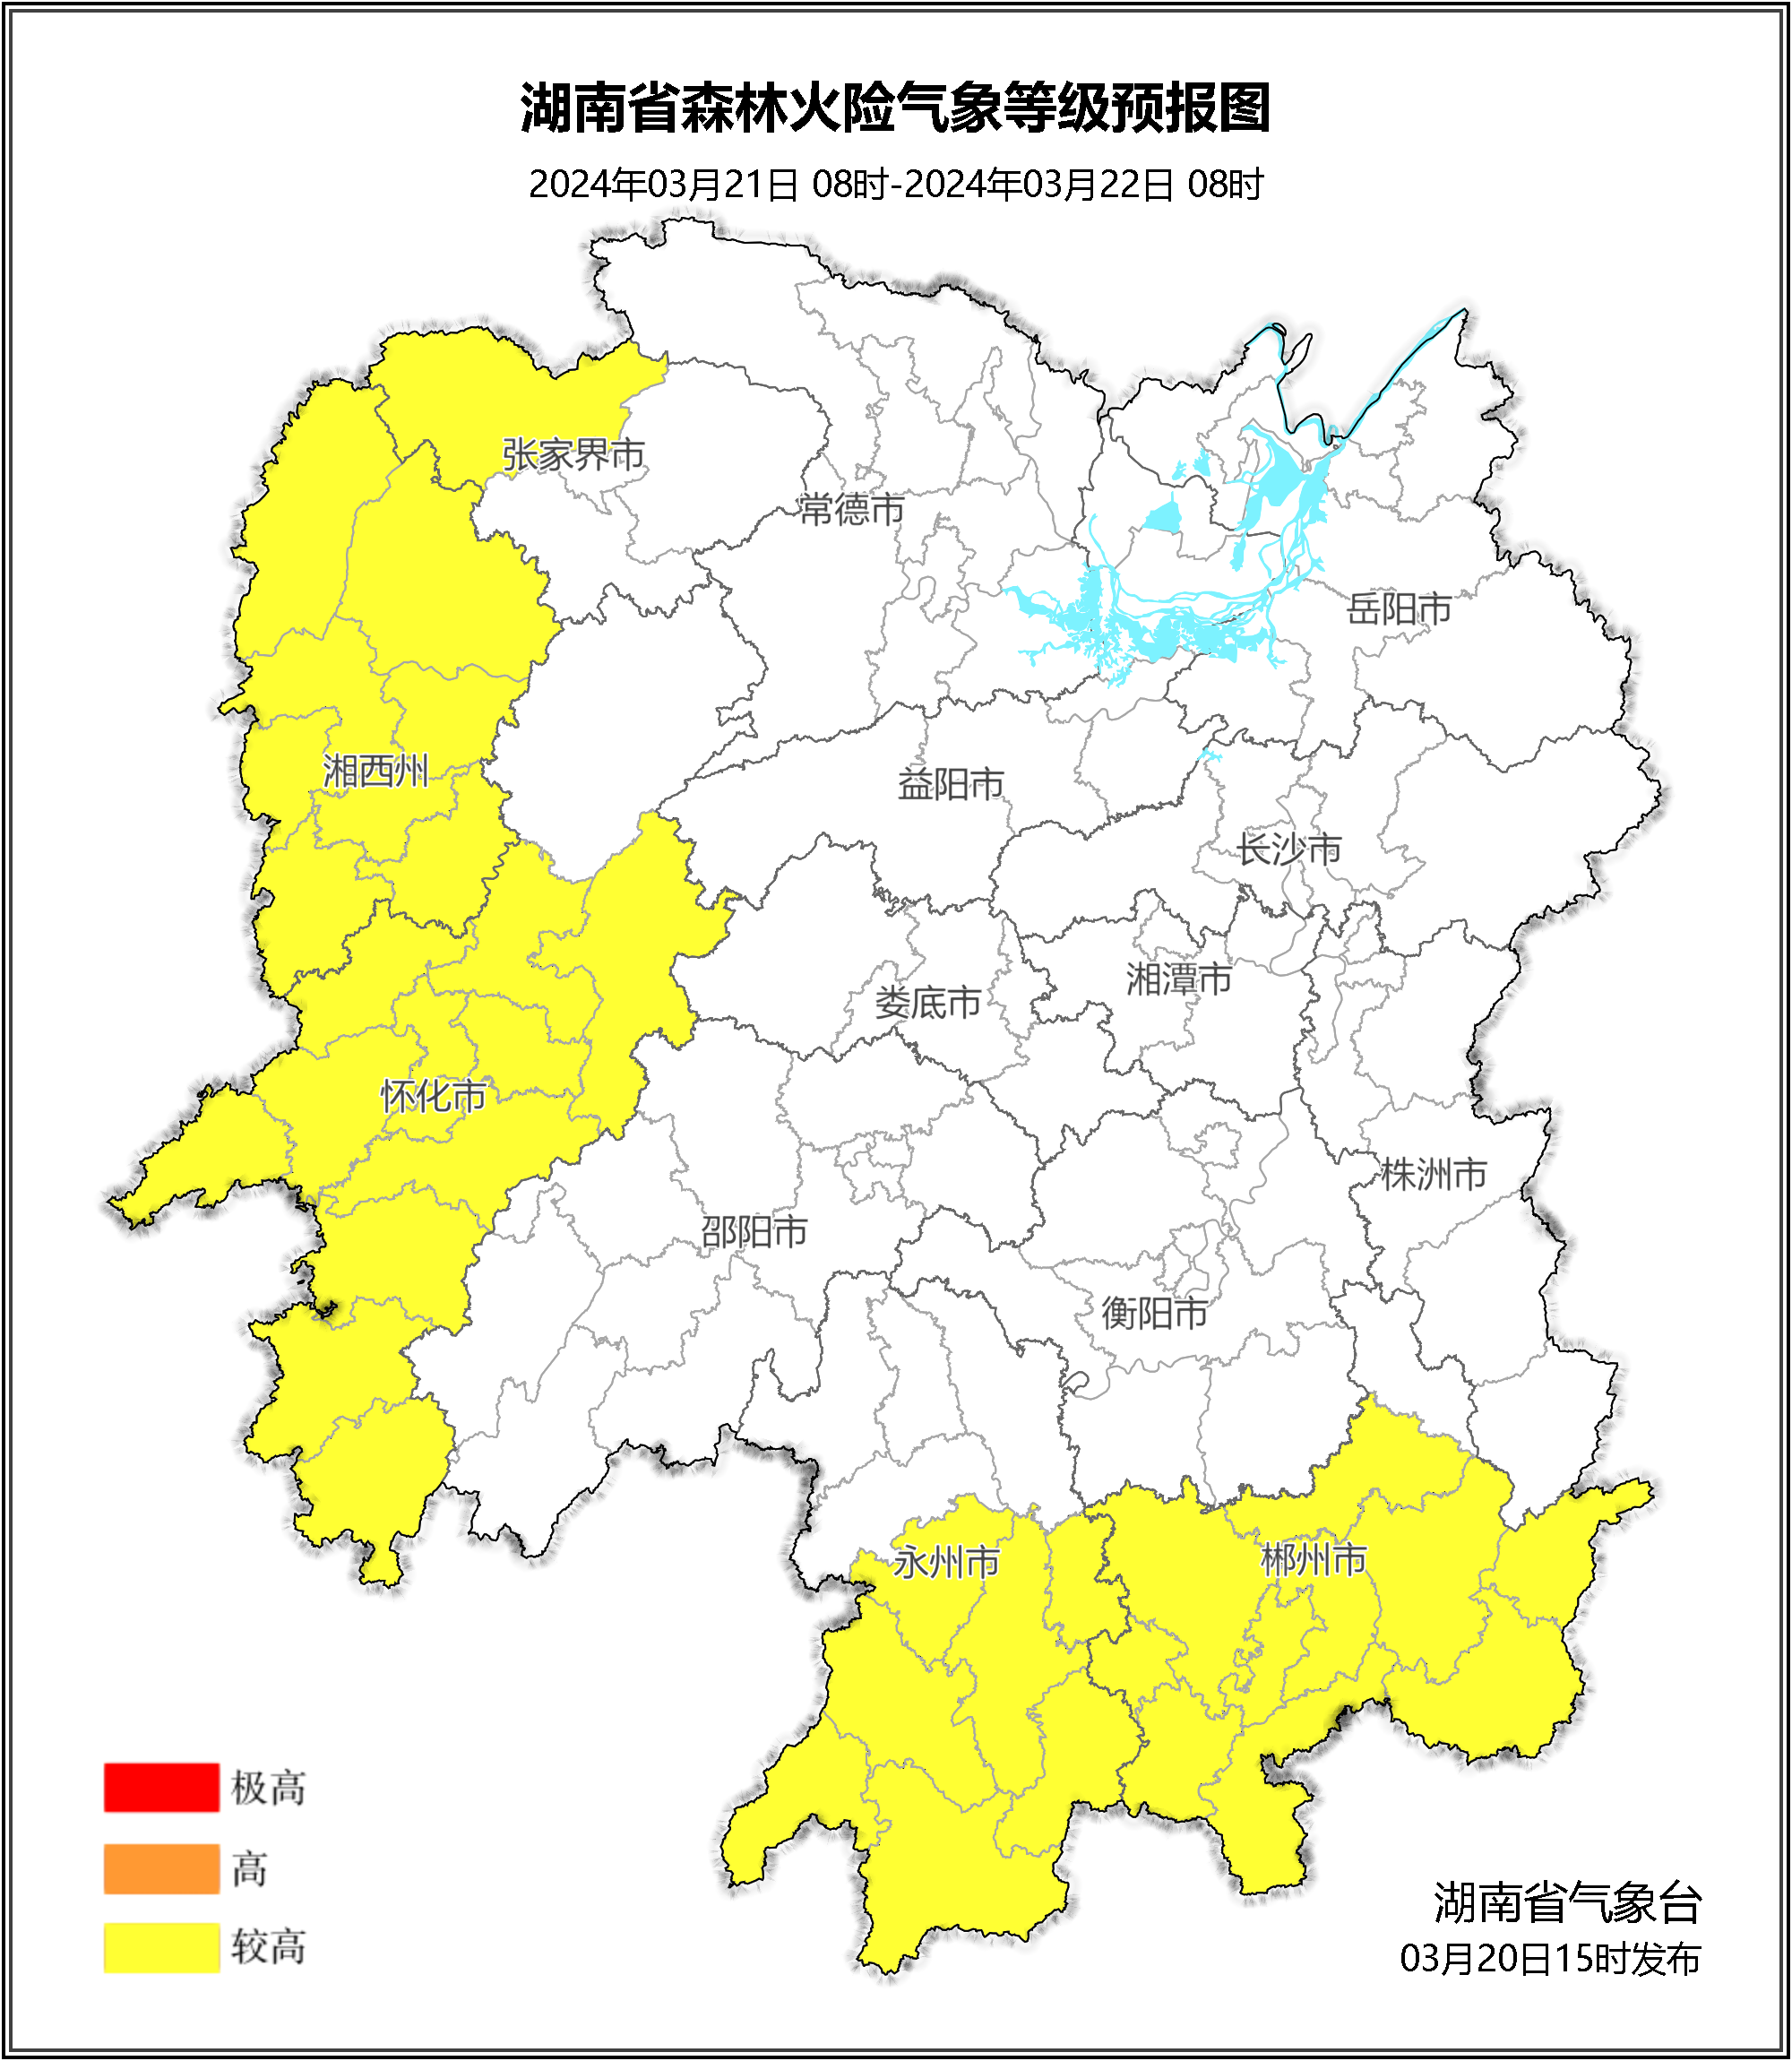 湖南省森林火险气象等级预报图
2024年03月21日 08时-2024年03月22日 08时
张家界市
常德市
岳阳市
湘西州
益阳市
长沙市
湘潭市
娄底市
怀化市
株洲市
邵阳市
衡阳市
永州市
郴州市
极高
高
较高
湖南省气象台
03月20日15时发布